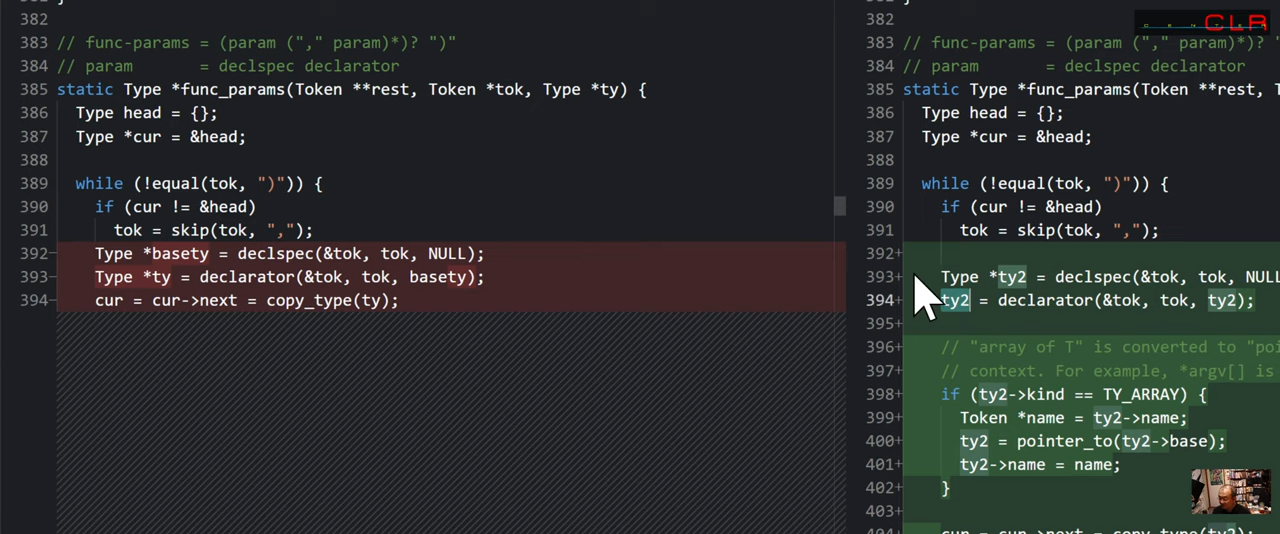 382
383 // func-params = (param ("," param)*)? ")"
384 // param = declspec declarator
385 static Type *func_params(Token **rest, Token *tok, Type *ty) {
386 Type head = {};
387 Type *cur = &head;
388
389 while (!equal(tok, ")")) {
390 if (cur != &head)
391 tok = skip(tok, ",");
392− Type *basety = declspec(&tok, tok, NULL);
393− Type *ty = declarator(&tok, tok, basety);
394− cur = cur->next = copy_type(ty);
382
CLR
383 // func-params = (param ("," param)*)?
384 // param = declspec declarator
385 static Type *func_params(Token **rest, T
386 Type head = {};
387 Type *cur = &head;
388
389 while (!equal(tok, ")")) {
390 if (cur != &head)
391 tok = skip(tok, ",");
392+
393+ Type *ty2 = declspec(&tok, tok, NULL
394+ ty2 = declarator(&tok, tok, ty2);
395+
396+ // "array of T" is converted to "poi
397+ // context. For example, *argv[] is
398+ if (ty2->kind == TY_ARRAY) {
399+ Token *name = ty2->name;
400+ ty2 = pointer_to(ty2->base);
401+ ty2->name = name;
402+ }
403+
404+ cur = cur->next = copy_type(ty2);